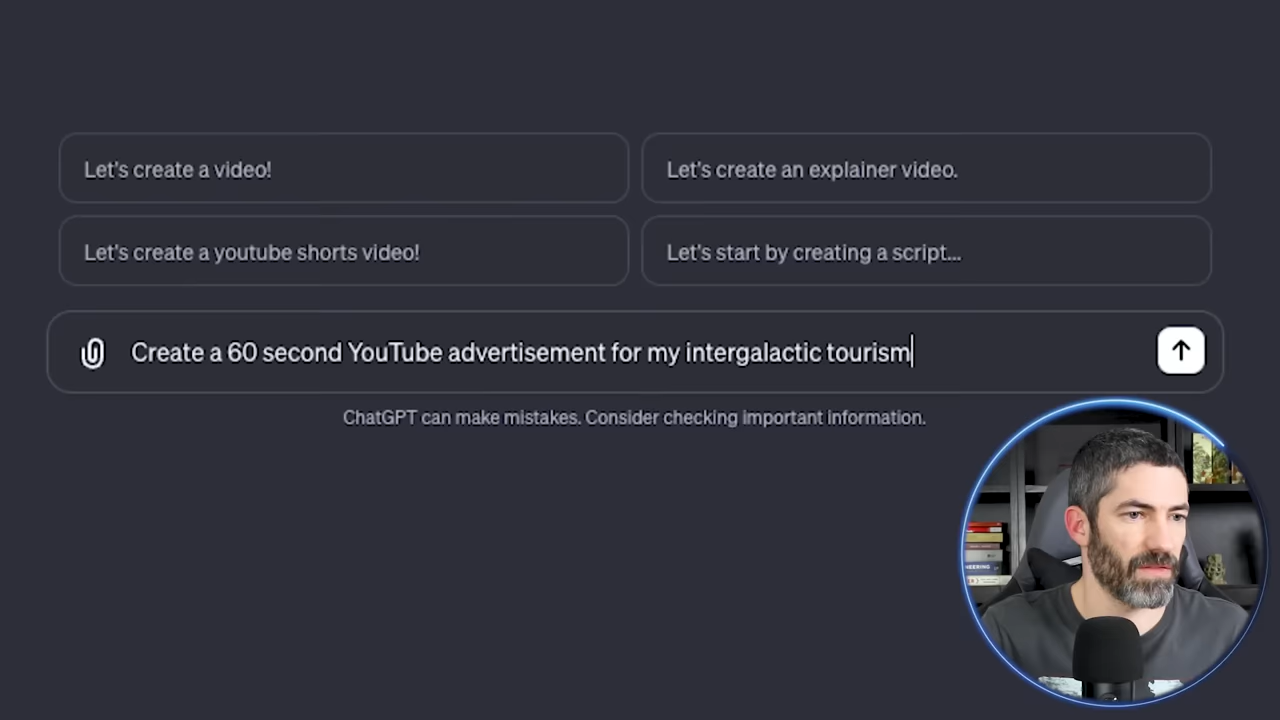 Let's create a video!
Let's create an explainer video.
Let's create a youtube shorts video!
Let's start by creating a script...
Create a 60 second YouTube advertisement for my intergalactic tourism
ChatGPT can make mistakes. Consider checking important information.